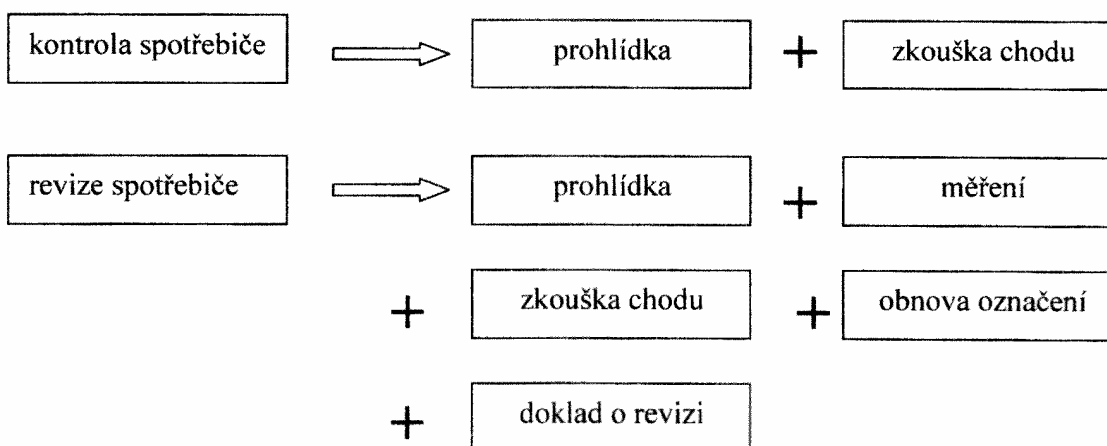 kontrola spotřebiče
prohlídka + zkouška chodu
revize spotřebiče
prohlídka + měření
+ zkouška chodu + obnova označení
+ doklad o revizi